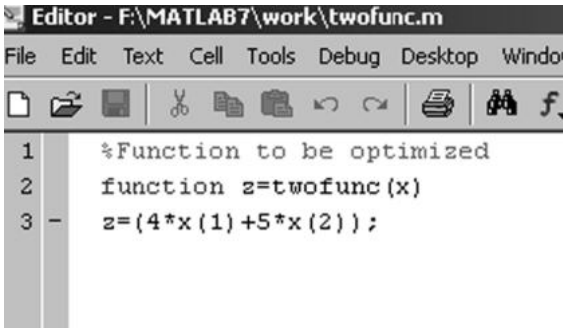 Editor - F:\MATLAB7\work\twofunc.m
File Edit Text Cell Tools Debug Desktop Windo
f
1 %Function to be optimized
2 function z=twofunc(x)
3 - z=(4*x(1)+5*x(2));